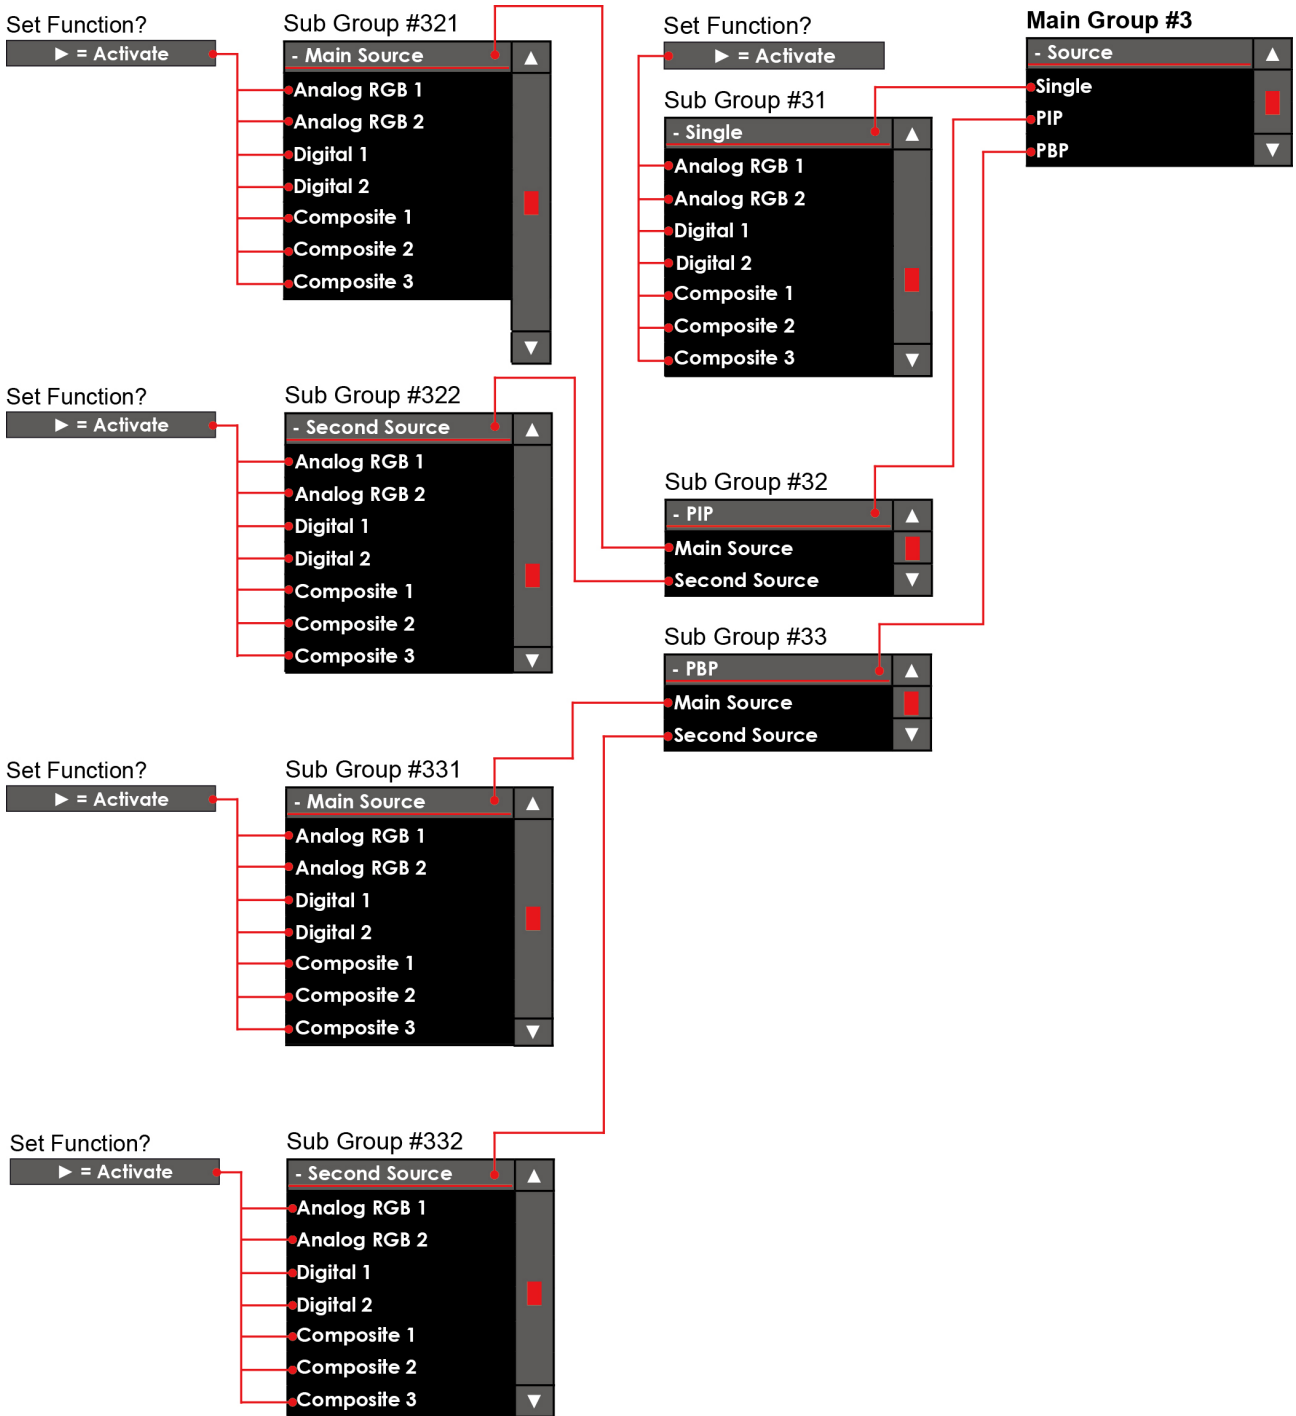 Set Function?
► = Activate
Sub Group #321
- Main Source
Analog RGB 1
Analog RGB 2
Digital 1
Digital 2
Composite 1
Composite 2
Composite 3
Set Function?
► = Activate
Sub Group #31
- Single
Analog RGB 1
Analog RGB 2
Digital 1
Digital 2
Composite 1
Composite 2
Composite 3
Main Group #3
- Source
Single
PIP
PBP
Set Function?
► = Activate
Sub Group #322
- Second Source
Analog RGB 1
Analog RGB 2
Digital 1
Digital 2
Composite 1
Composite 2
Composite 3
Sub Group #32
- PIP
Main Source
Second Source
Sub Group #33
- PBP
Main Source
Second Source
Set Function?
► = Activate
Sub Group #331
- Main Source
Analog RGB 1
Analog RGB 2
Digital 1
Digital 2
Composite 1
Composite 2
Composite 3
Set Function?
► = Activate
Sub Group #332
- Second Source
Analog RGB 1
Analog RGB 2
Digital 1
Digital 2
Composite 1
Composite 2
Composite 3